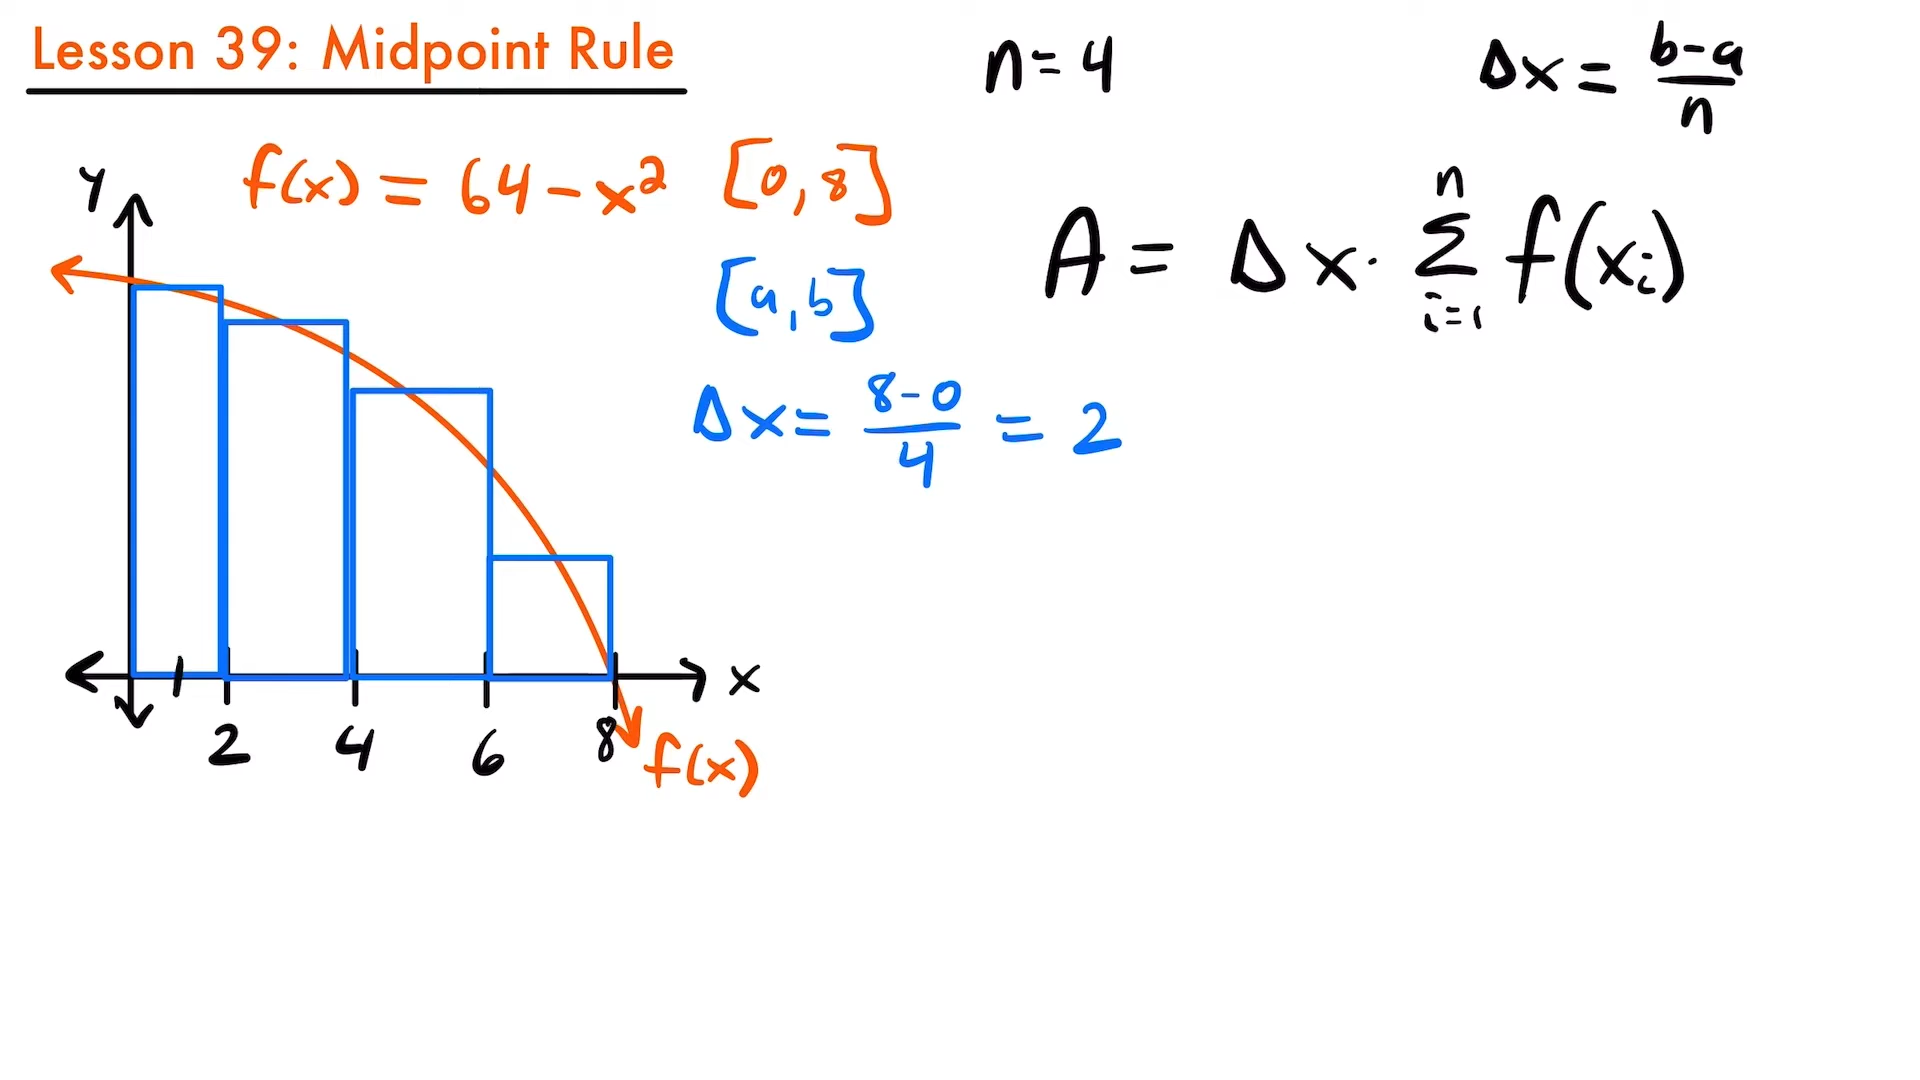 Lesson 39: Midpoint Rule
n = 4
Δx = b-a/n
f(x) = 64 - x² [0, 8]
y
[a, b]
A = Δx · n Σ i=1 f(xᵢ)
Δx = 8-0/4 = 2
x
2 4 6 8
f(x)